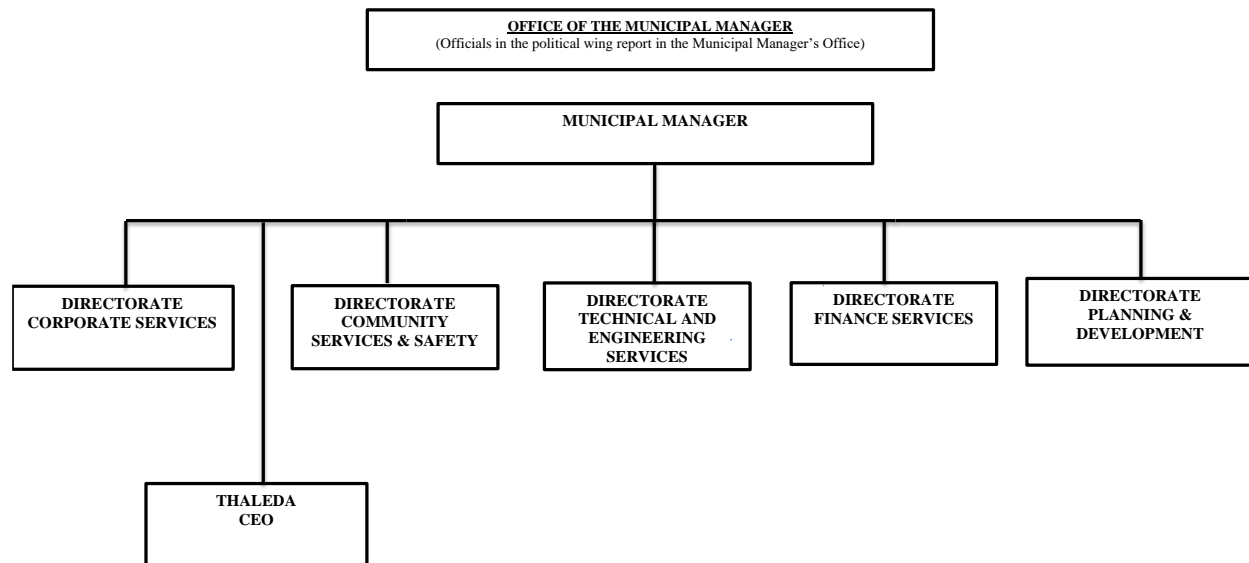 OFFICE OF THE MUNICIPAL MANAGER
(Officials in the political wing report in the Municipal Manager's Office)
MUNICIPAL MANAGER
DIRECTORATE
CORPORATE SERVICES
DIRECTORATE
COMMUNITY
SERVICES & SAFETY
DIRECTORATE
TECHNICAL AND
ENGINEERING
SERVICES
DIRECTORATE
FINANCE SERVICES
DIRECTORATE
PLANNING &
DEVELOPMENT
THALEDA
CEO